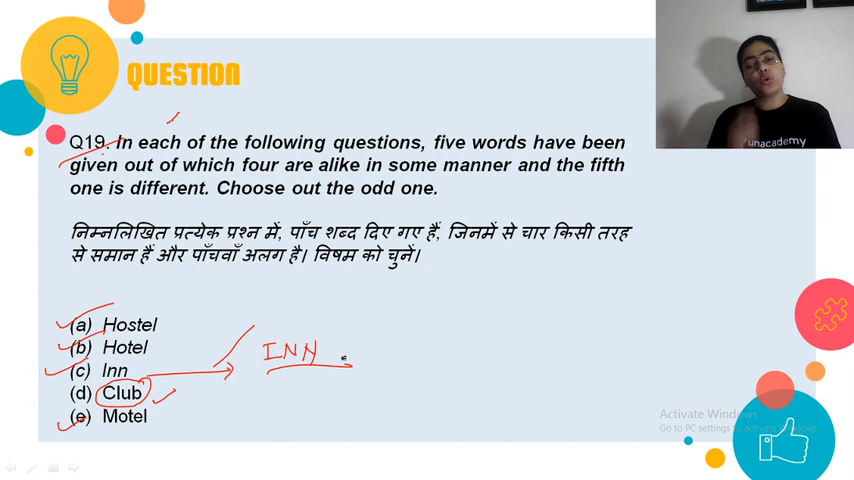 QUESTION
Q19. In each of the following questions, five words have been
given out of which four are alike in some manner and the fifth
one is different. Choose out the odd one.
निम्नलिखित प्रत्येक प्रश्न में, पाँच शब्द दिए गए हैं, जिनमें से चार किसी तरह
से समान हैं और पाँचवाँ अलग है। विषम को चुनें।
(a) Hostel
(b) Hotel
(c) Inn
(d) Club
(e) Motel
INN
unacademy
Activate Windows
Go to PC settings to activate Windows.